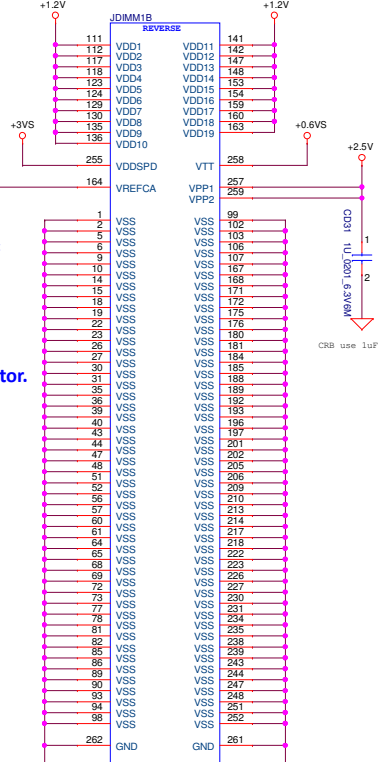 +1.2V +1.2V
JDIMM1B
REVERSE
111 VDD1 VDD11 141
112 VDD2 VDD12 142
117 VDD3 VDD13 147
118 VDD4 VDD14 148
123 VDD5 VDD15 153
124 VDD6 VDD16 154
129 VDD7 VDD17 159
130 VDD8 VDD18 160
135 VDD9 VDD19 163
136 VDD10
+3VS +0.6VS
+2.5V
255 VDDSPD VTT 258
164 VREFCA VPP1 257
VPP2 259
1 VSS VSS 99
2 VSS VSS 102
5 VSS VSS 103
6 VSS VSS 106
9 VSS VSS 107
10 VSS VSS 167
14 VSS VSS 168
15 VSS VSS 171
18 VSS VSS 172
19 VSS VSS 175
22 VSS VSS 176
23 VSS VSS 180
26 VSS VSS 181
27 VSS VSS 184
30 VSS VSS 185
31 VSS VSS 188
35 VSS VSS 189
36 VSS VSS 192
39 VSS VSS 193
40 VSS VSS 196
43 VSS VSS 197
44 VSS VSS 201
47 VSS VSS 202
48 VSS VSS 205
51 VSS VSS 206
52 VSS VSS 209
56 VSS VSS 210
57 VSS VSS 213
60 VSS VSS 214
61 VSS VSS 217
64 VSS VSS 218
65 VSS VSS 222
68 VSS VSS 223
69 VSS VSS 226
72 VSS VSS 227
73 VSS VSS 230
77 VSS VSS 231
78 VSS VSS 234
81 VSS VSS 235
82 VSS VSS 238
85 VSS VSS 239
86 VSS VSS 243
89 VSS VSS 244
90 VSS VSS 247
93 VSS VSS 248
94 VSS VSS 251
98 VSS VSS 252
262 GND GND 261
CD31
1U_0201_6.3V6M
1
2
CRB use 1uF
tor.